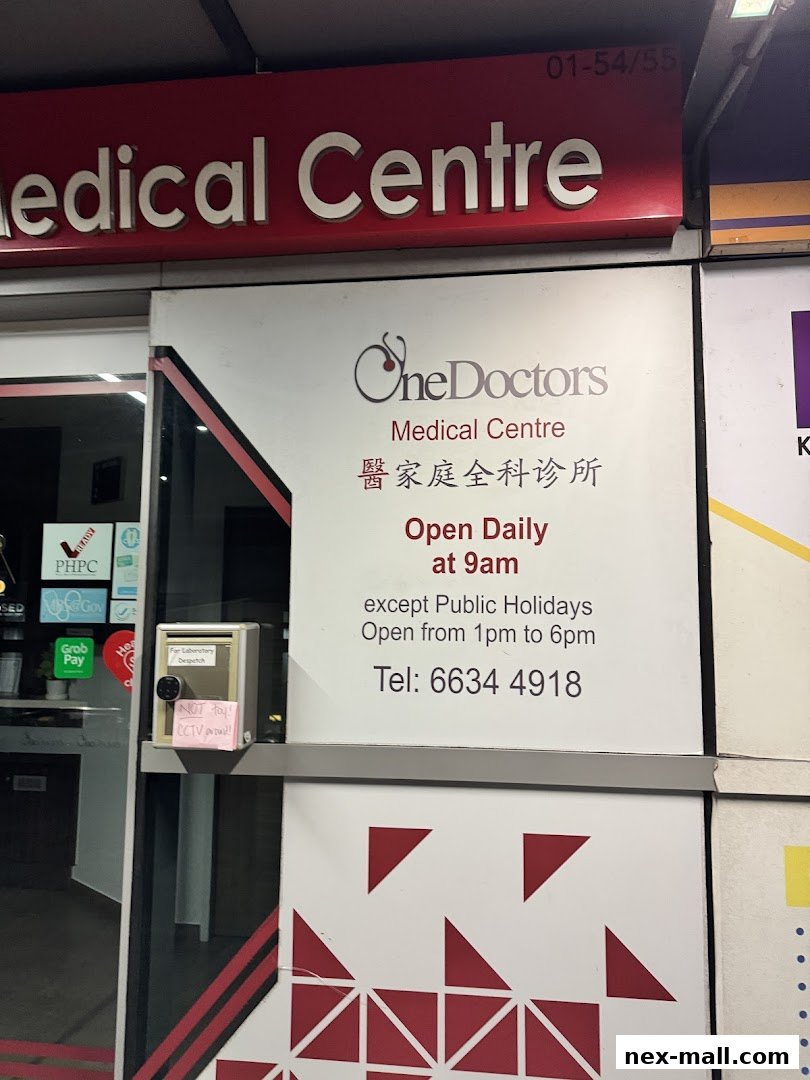 01-54/55
Medical Centre
OneDoctors
Medical Centre
醫家庭全科诊所
Open Daily
at 9am
except Public Holidays
Open from 1pm to 6pm
Tel: 6634 4918
READY
PHPC
Grab
Pay
For Laboratory
Despatch
NOT
CCTV
K
nex-mall.com